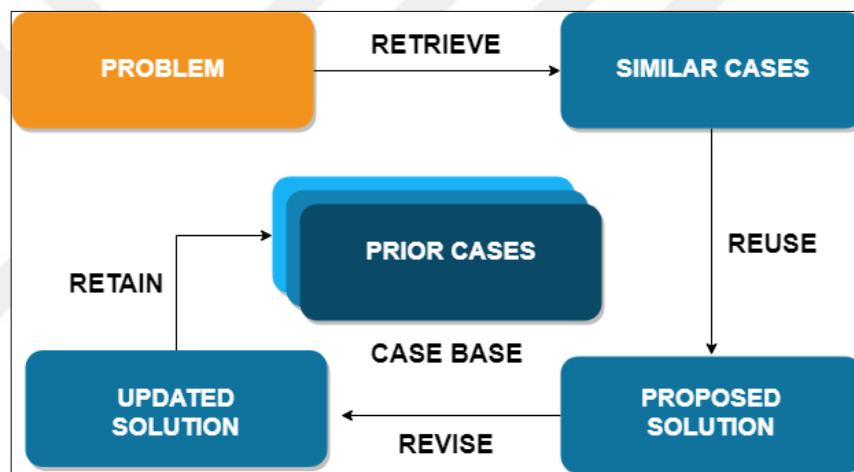 PROBLEM
RETRIEVE
SIMILAR CASES
PRIOR CASES
REUSE
RETAIN
CASE BASE
UPDATED
SOLUTION
REVISE
PROPOSED
SOLUTION